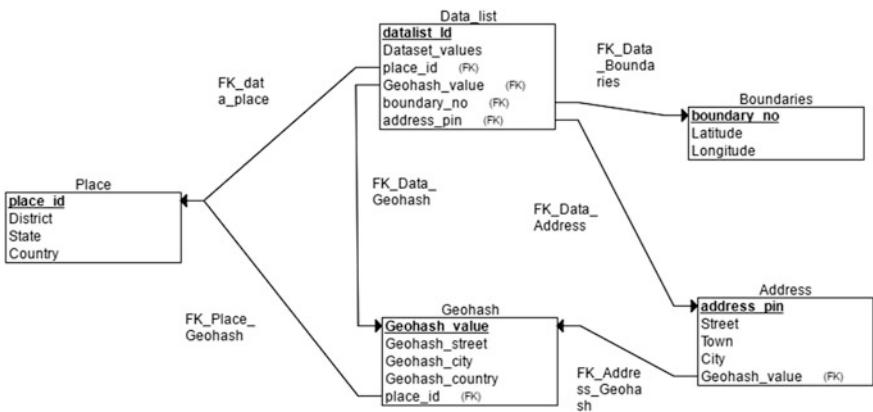 Data_list
datalist_Id
Dataset_values
place_id (FK)
Geohash_value (FK)
boundary_no (FK)
address_pin (FK)
FK_dat
a_place
FK_Data
_Bounda
ries
Boundaries
boundary_no
Latitude
Longitude
Place
place_id
District
State
Country
FK_Data_
Geohash
FK_Data_
Address
FK_Place_
Geohash
Geohash
Geohash_value
Geohash_street
Geohash_city
Geohash_country
place_id (FK)
FK_Addre
ss_Geoha
sh
Address
address_pin
Street
Town
City
Geohash_value (FK)